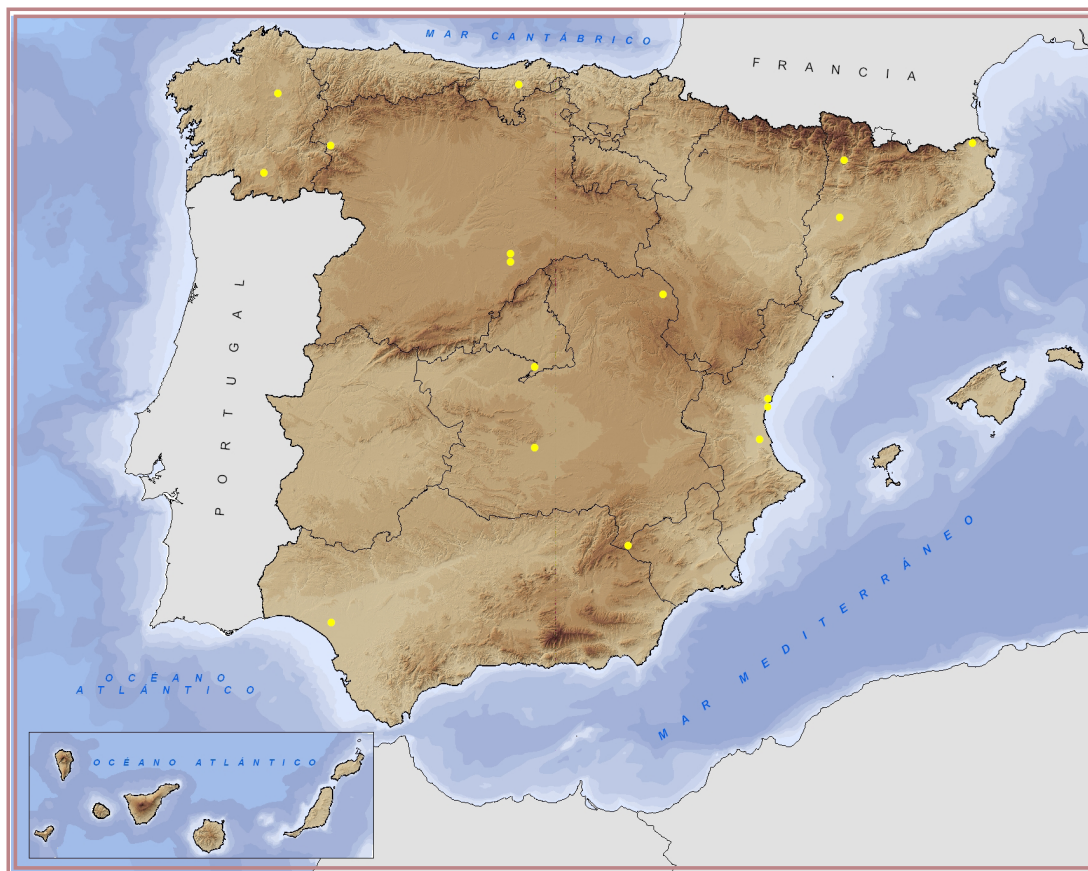 MAR CANTÁBRICO
FRANCIA
PORTUGAL
MAR MEDITERRÁNEO
OCÉANO
ATLÁNTICO
OCÉANO ATLÁNTICO